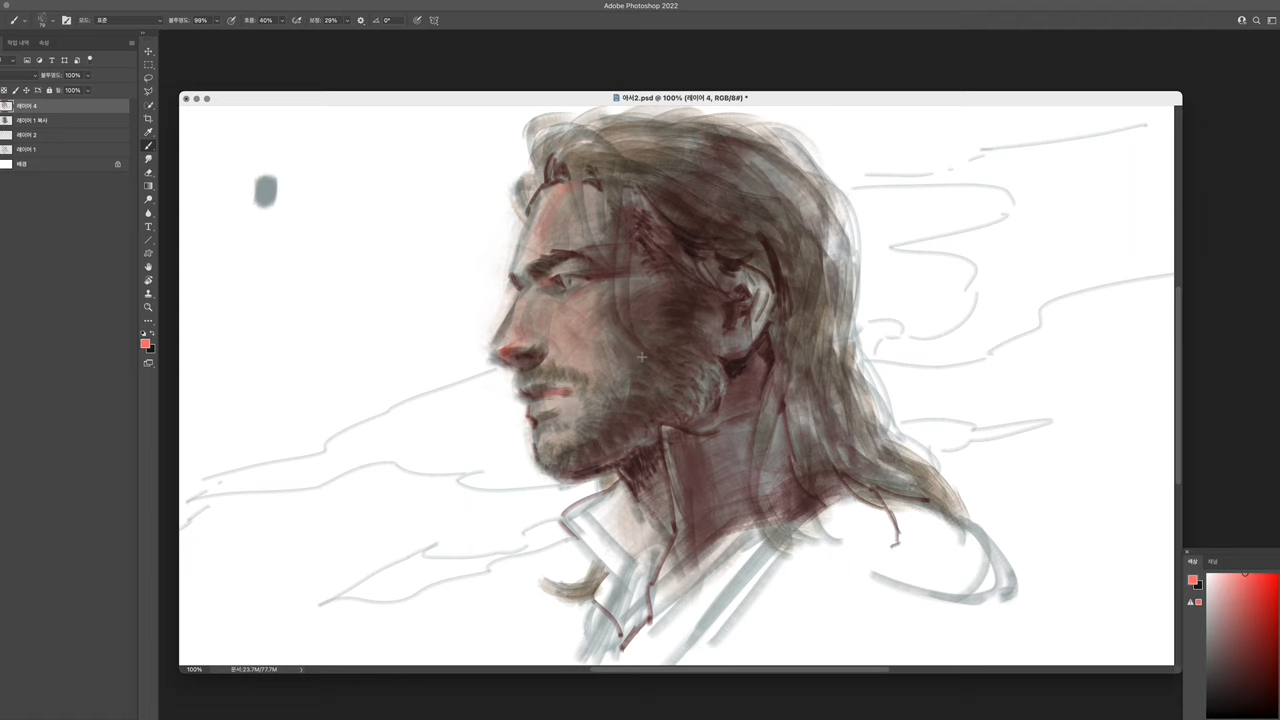 Adobe Photoshop 2022
79
모드: 표준
불투명도: 99%
흐름: 40%
보정: 29%
0°
작업 내역
속성
불투명도: 100%
칠: 100%
레이어 4
레이어 1 복사
레이어 2
레이어 1
배경
아서2.psd @ 100% (레이어 4, RGB/8#) *
100%
문서:23.7M/77.7M
색상
채널